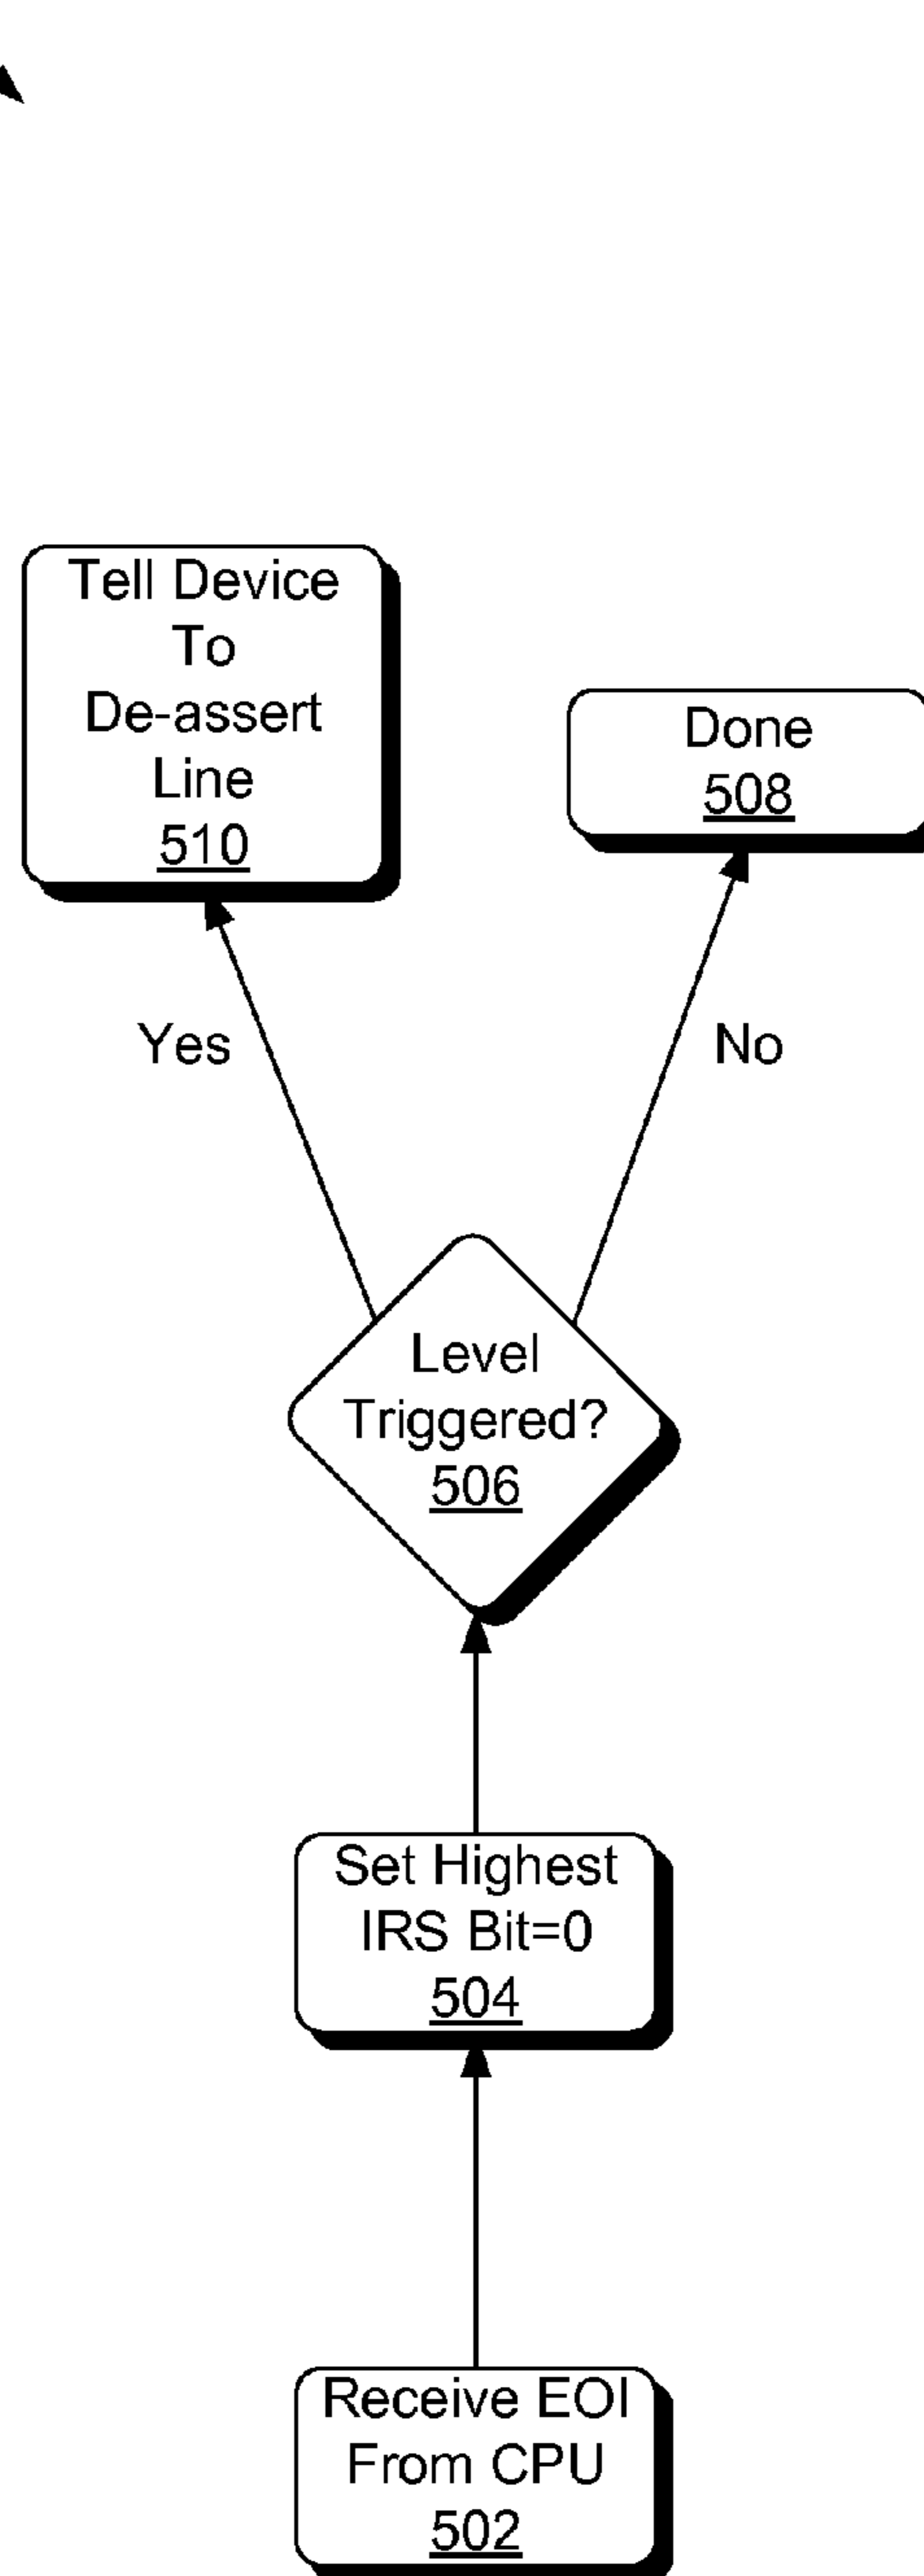 Tell Device
To
De-assert
Line
510
Done
508
Yes
No
Level
Triggered?
506
Set Highest
IRS Bit=0
504
Receive EOI
From CPU
502